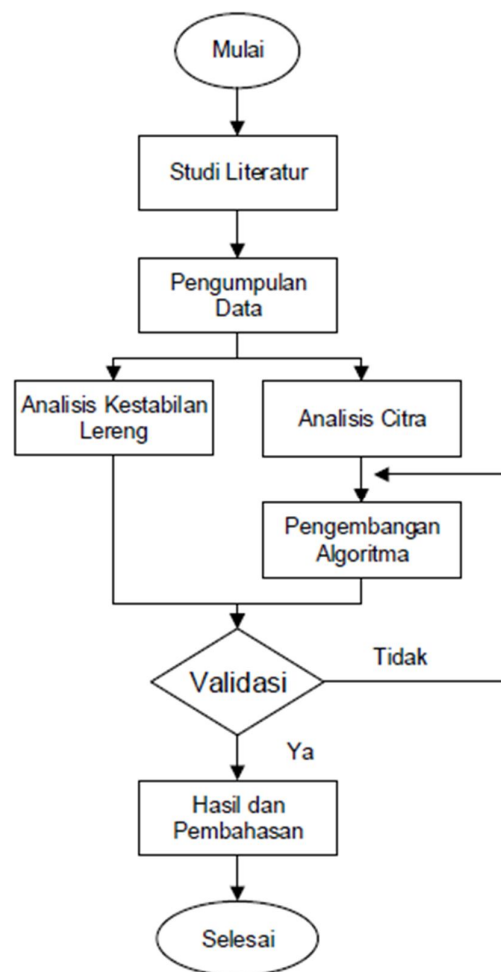 Mulai
Studi Literatur
Pengumpulan
Data
Analisis Kestabilan
Lereng
Analisis Citra
Pengembangan
Algoritma
Validasi
Tidak
Ya
Hasil dan
Pembahasan
Selesai